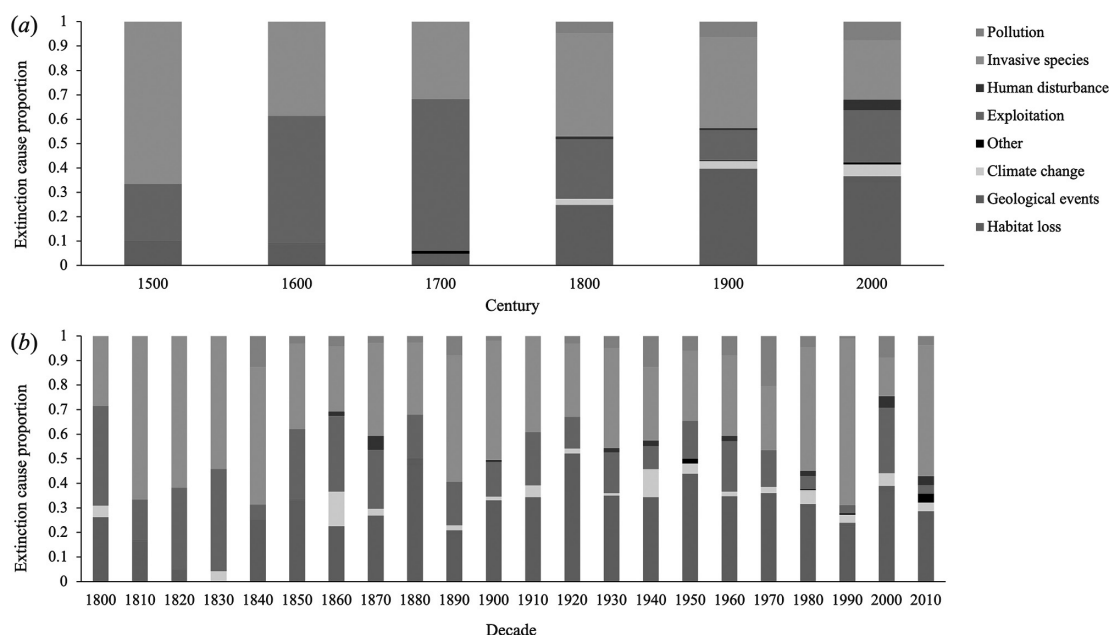 (a)
1
0.9
0.8
0.7
0.6
0.5
0.4
0.3
0.2
0.1
0
Extinction cause proportion
1500 1600 1700 1800 1900 2000
Century
Pollution
Invasive species
Human disturbance
Exploitation
Other
Climate change
Geological events
Habitat loss
(b)
1
0.9
0.8
0.7
0.6
0.5
0.4
0.3
0.2
0.1
0
Extinction cause proportion
1800 1810 1820 1830 1840 1850 1860 1870 1880 1890 1900 1910 1920 1930 1940 1950 1960 1970 1980 1990 2000 2010
Decade